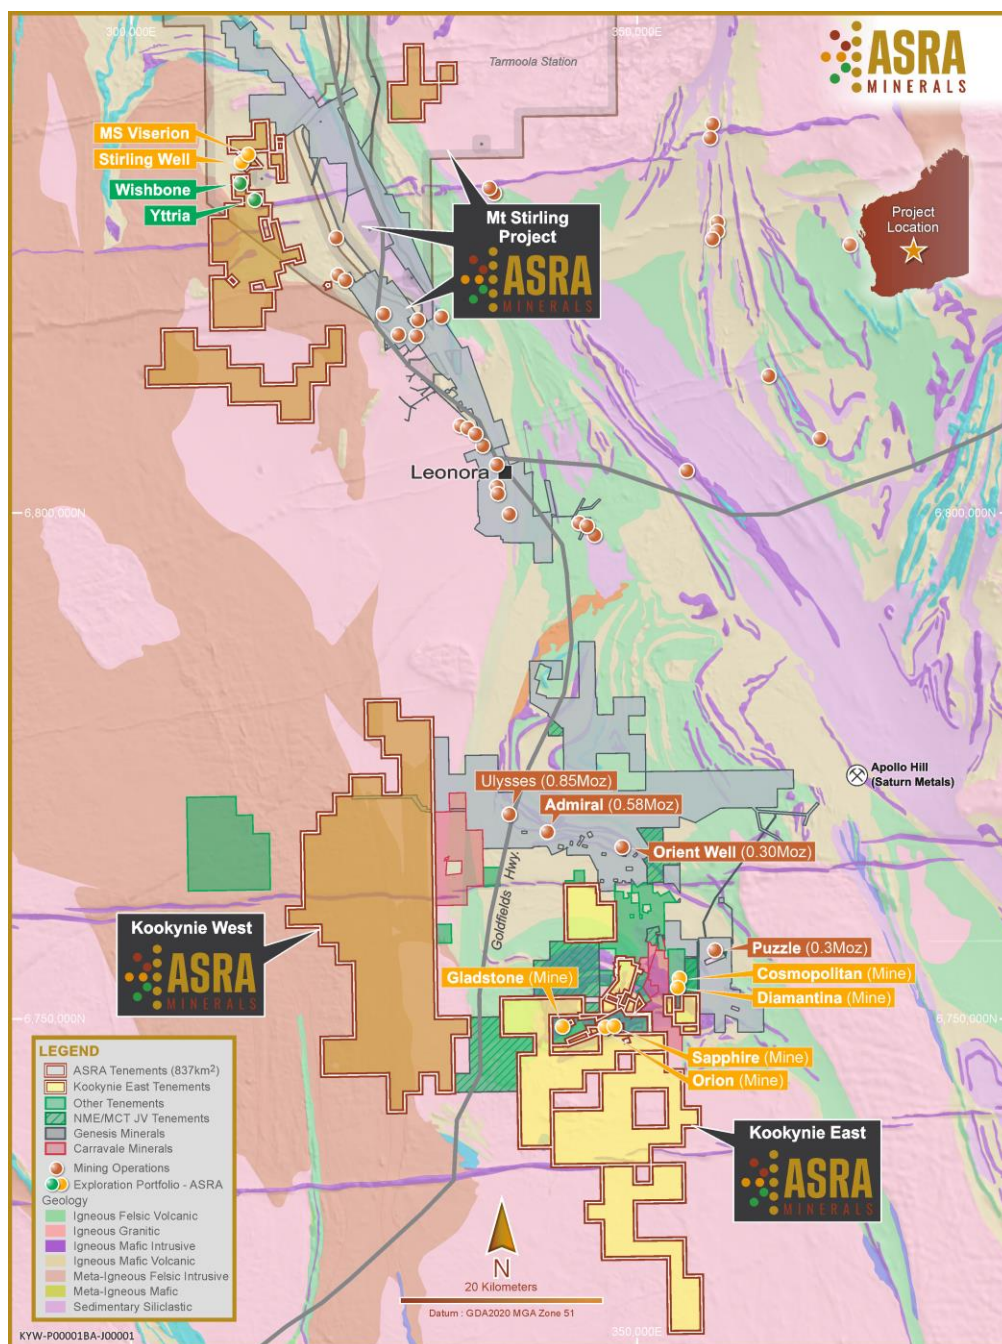 300,000E
350,000E
Tarmoola Station
ASRA
MINERALS
MS Viserion
Stirling Well
Wishbone
Yttria
Mt Stirling
Project
ASRA
MINERALS
Project
Location
Leonora
6,800,000N
6,800,000N
Apollo Hill
(Saturn Metals)
Ulysses (0.85Moz)
Admiral (0.58Moz)
Orient Well (0.30Moz)
Goldfields Hwy.
Kookynie West
ASRA
MINERALS
Puzzle (0.3Moz)
Gladstone (Mine)
Cosmopolitan (Mine)
Diamantina (Mine)
6,750,000N
6,750,000N
Sapphire (Mine)
Orion (Mine)
Kookynie East
ASRA
MINERALS
LEGEND
ASRA Tenements (837km²)
Kookynie East Tenements
Other Tenements
NME/MCT JV Tenements
Genesis Minerals
Carravale Minerals
Mining Operations
Exploration Portfolio - ASRA
Geology
Igneous Felsic Volcanic
Igneous Granitic
Igneous Mafic Intrusive
Igneous Mafic Volcanic
Meta-Igneous Felsic Intrusive
Meta-Igneous Mafic
Sedimentary Siliclastic
N
20 Kilometers
Datum : GDA2020 MGA Zone 51
KYW-P00001BA-J00001
350,000E